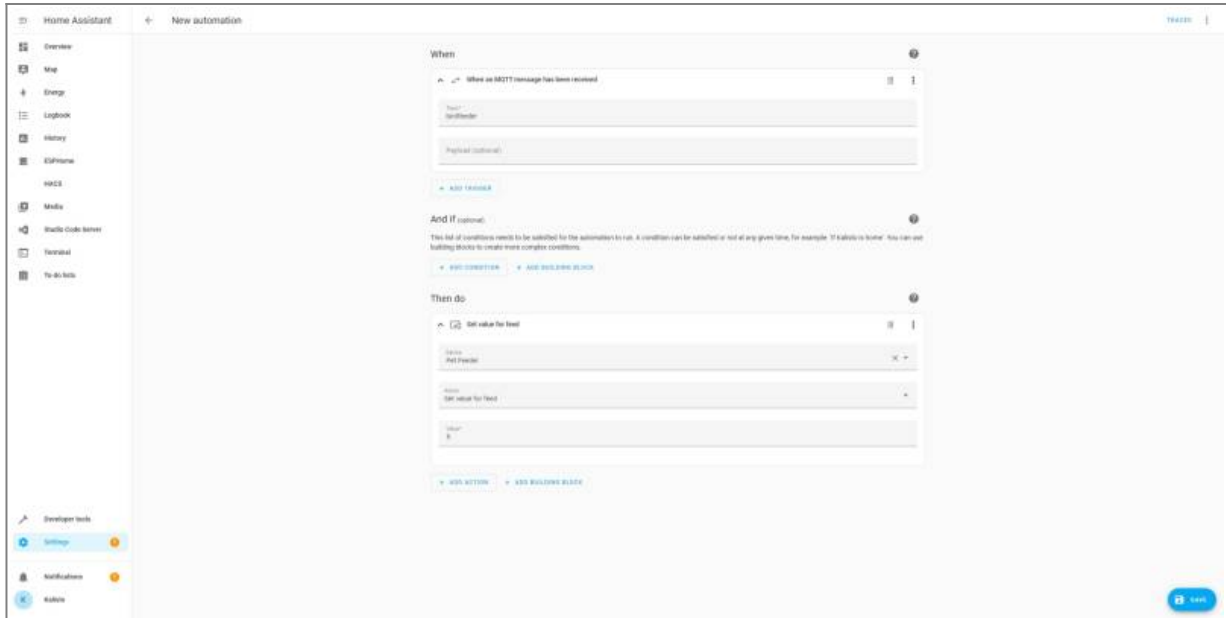 Home Assistant
New automation
TRACES
Overview
Map
Energy
Logbook
History
ESPHome
HACS
Media
Studio Code Server
Terminal
To-do lists
Developer tools
Settings
Notifications
Kalisto
K
When
When an MQTT message has been received
Topic*
Payload (optional)
+ ADD TRIGGER
And if (optional)
This list of conditions needs to be satisfied for the automation to run. A condition can be satisfied or not at any given time, for example: 'If Kalisto is home'. You can use
building blocks to create more complex conditions.
+ ADD CONDITION
+ ADD BUILDING BLOCK
Then do
Set value for feed
Device
Pet Feeder
Action
Set value for feed
Value*
+ ADD ACTION
+ ADD BUILDING BLOCK
SAVE